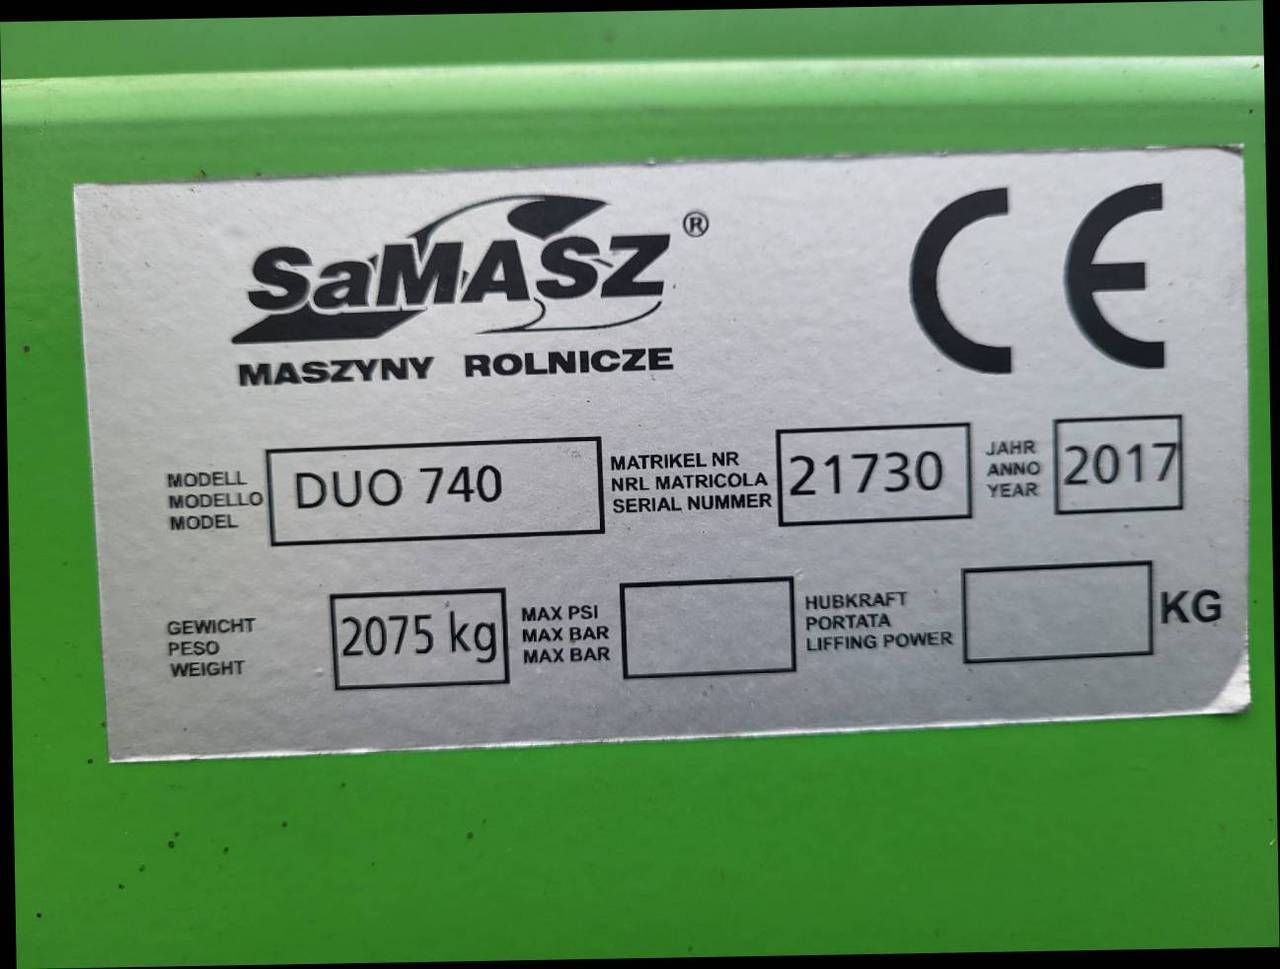 SaMASZ®
CE
MASZYNY ROLNICZE
MODELL
MODELLO
MODEL
DUO 740
MATRIKEL NR
NRL MATRICOLA
SERIAL NUMMER
21730
JAHR
ANNO
YEAR
2017
GEWICHT
PESO
WEIGHT
2075 kg
MAX PSI
MAX BAR
MAX BAR
HUBKRAFT
PORTATA
LIFFING POWER
KG